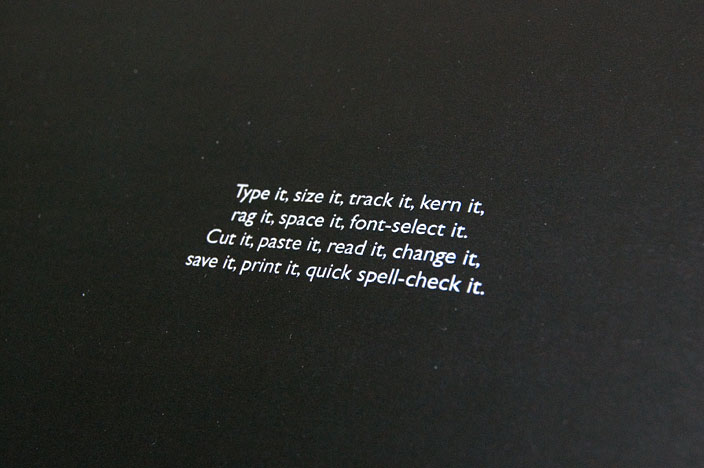 Type it, size it, track it, kern it,
rag it, space it, font-select it.
Cut it, paste it, read it, change it,
save it, print it, quick spell-check it.